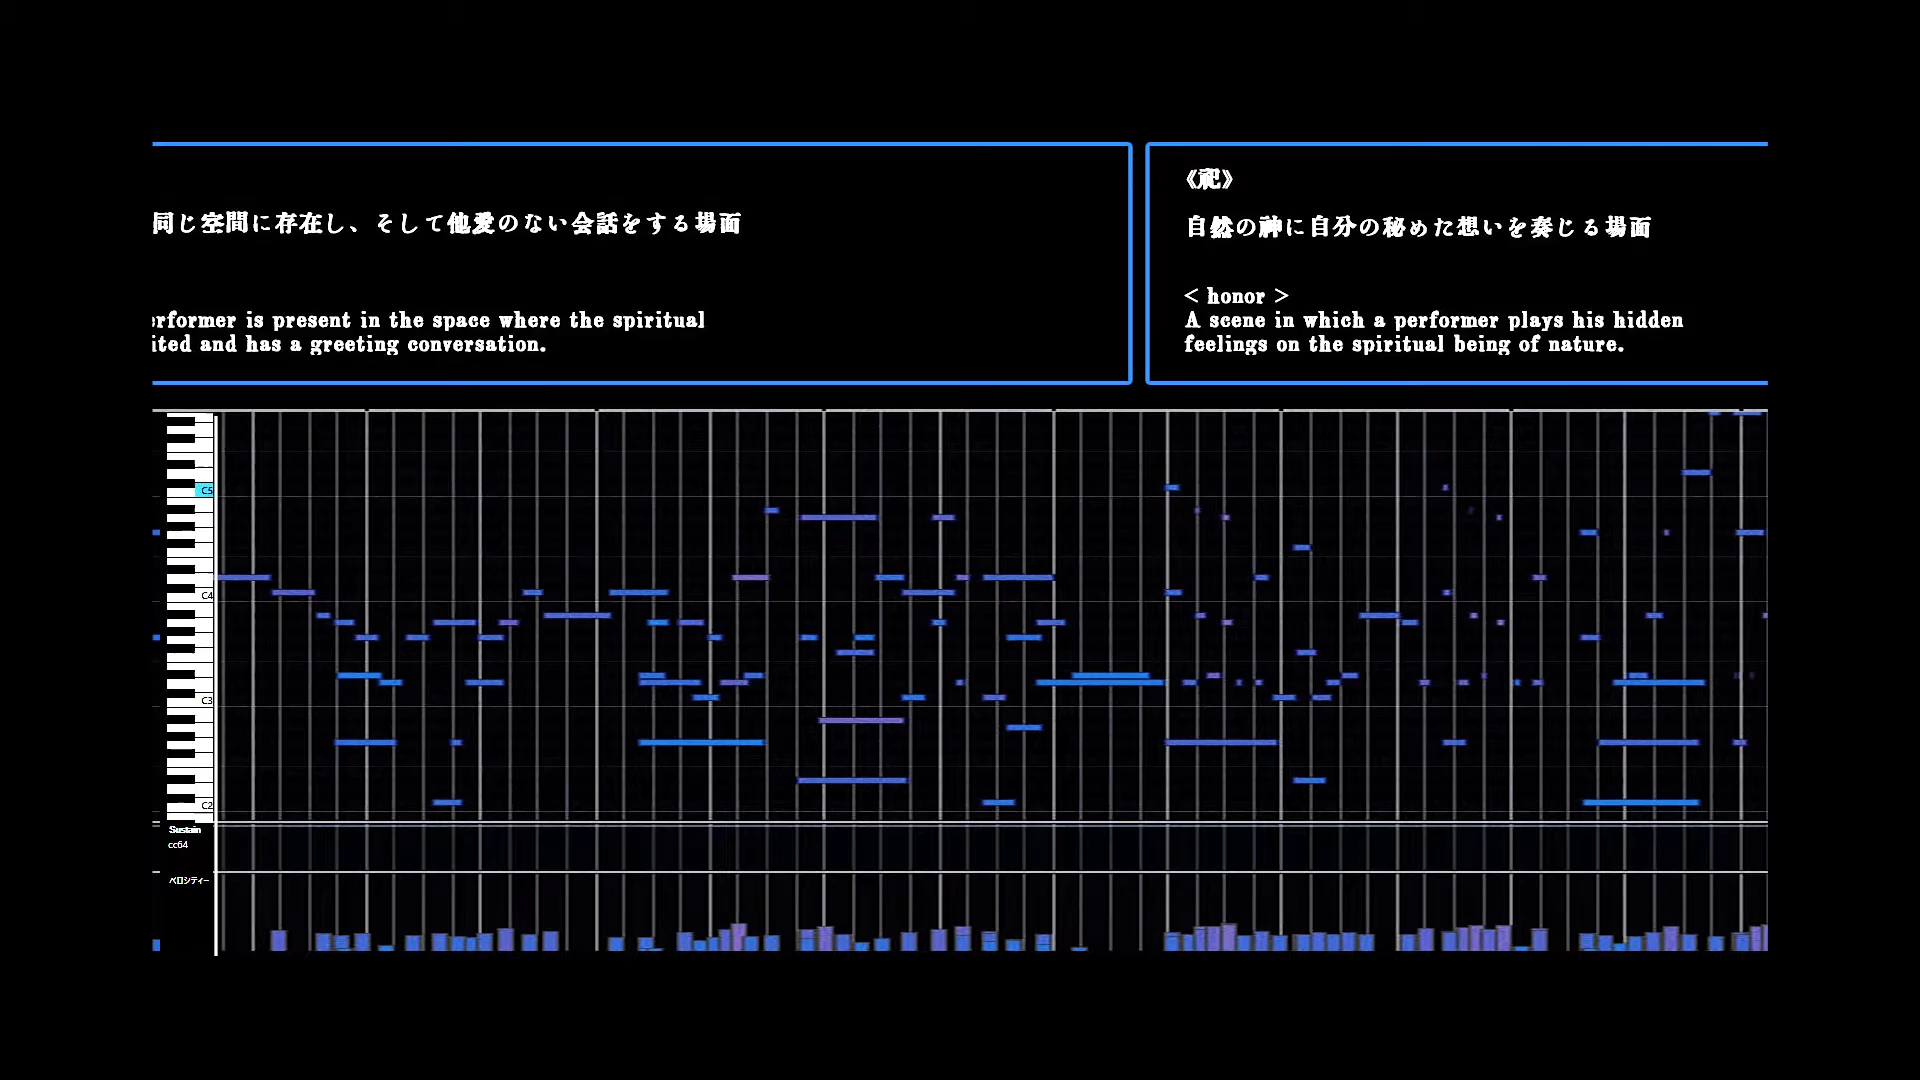 同じ空間に存在し、そして他愛のない会話をする場面
erformer is present in the space where the spiritual
ited and has a greeting conversation.
《祀》
自然の神に自分の秘めた想いを奏じる場面
< honor >
A scene in which a performer plays his hidden
feelings on the spiritual being of nature.
C5
C4
C3
C2
Sustain
cc64
ベロシティー